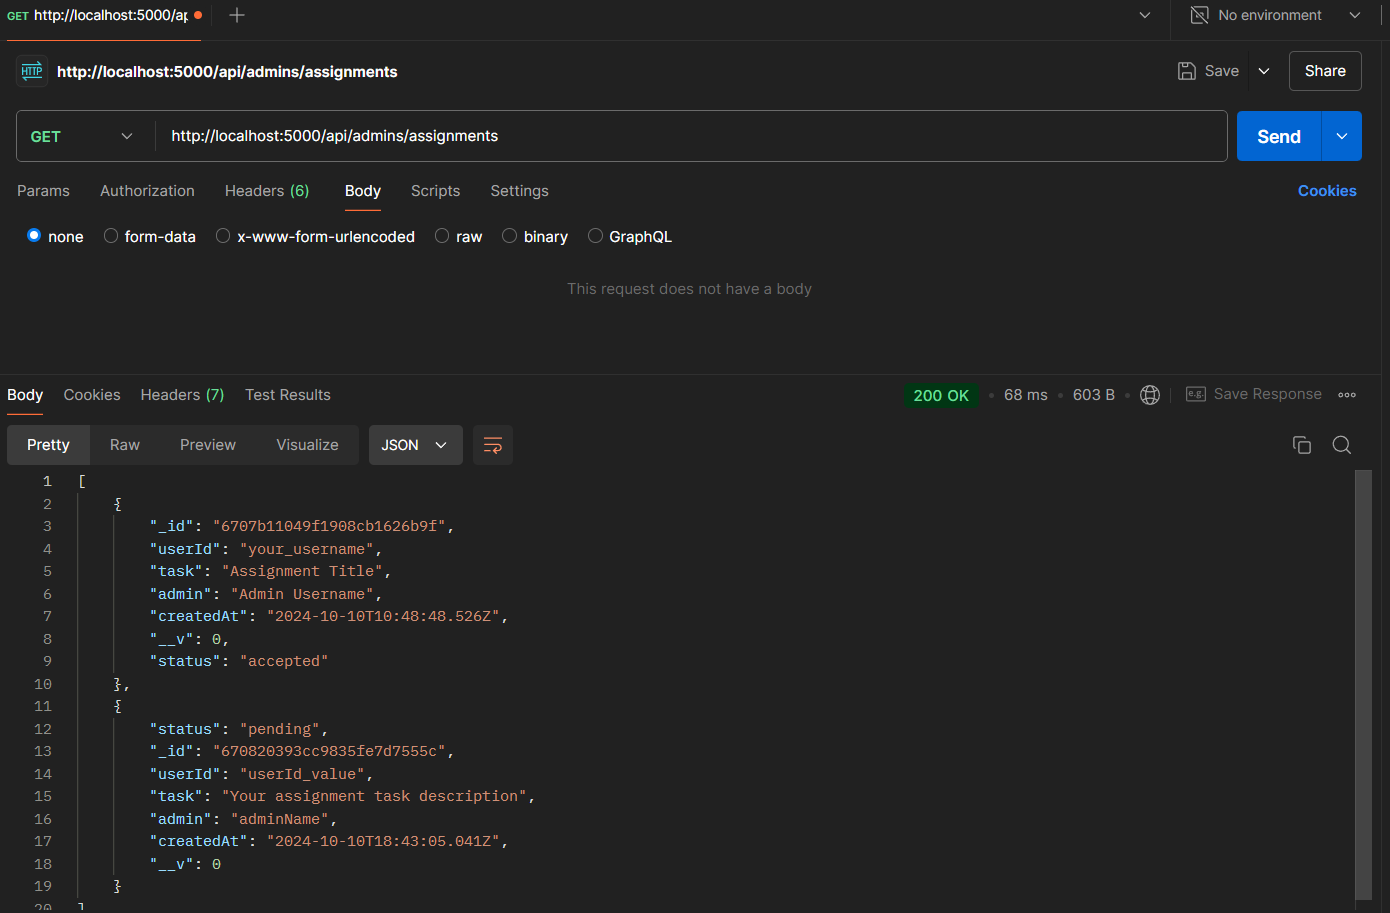 GET http://localhost:5000/ap
No environment
HTTP http://localhost:5000/api/admins/assignments
Save
Share
GET http://localhost:5000/api/admins/assignments
Send
Params Authorization Headers (6) Body Scripts Settings Cookies
none form-data x-www-form-urlencoded raw binary GraphQL
This request does not have a body
Body Cookies Headers (7) Test Results 200 OK 68 ms 603 B e.g. Save Response
Pretty Raw Preview Visualize JSON
1 [
2 {
3 "_id": "6707b11049f1908cb1626b9f",
4 "userId": "your_username",
5 "task": "Assignment Title",
6 "admin": "Admin Username",
7 "createdAt": "2024-10-10T10:48:48.526Z",
8 "__v": 0,
9 "status": "accepted"
10 },
11 {
12 "status": "pending",
13 "_id": "670820393cc9835fe7d7555c",
14 "userId": "userId_value",
15 "task": "Your assignment task description",
16 "admin": "adminName",
17 "createdAt": "2024-10-10T18:43:05.041Z",
18 "__v": 0
19 }
20 ]